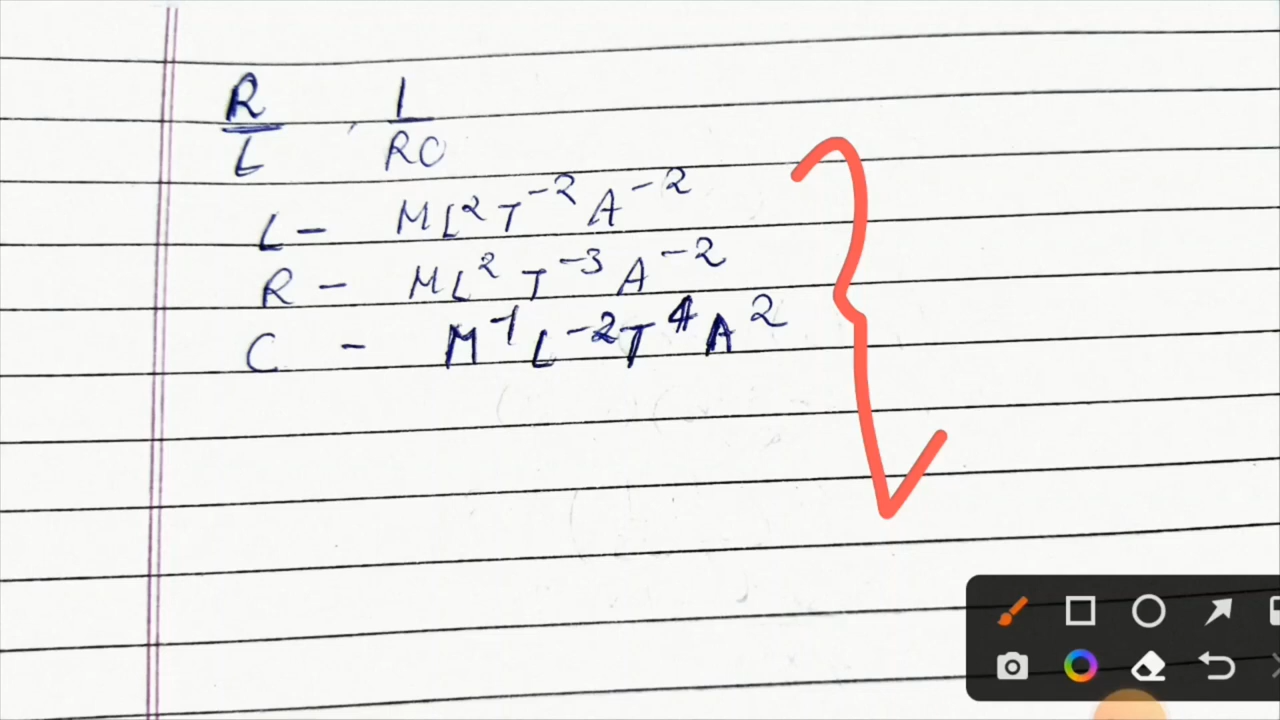 R/L , 1/RC
L - ML²T⁻²A⁻²
R - ML²T⁻³A⁻²
C - M⁻¹L⁻²T⁴A²